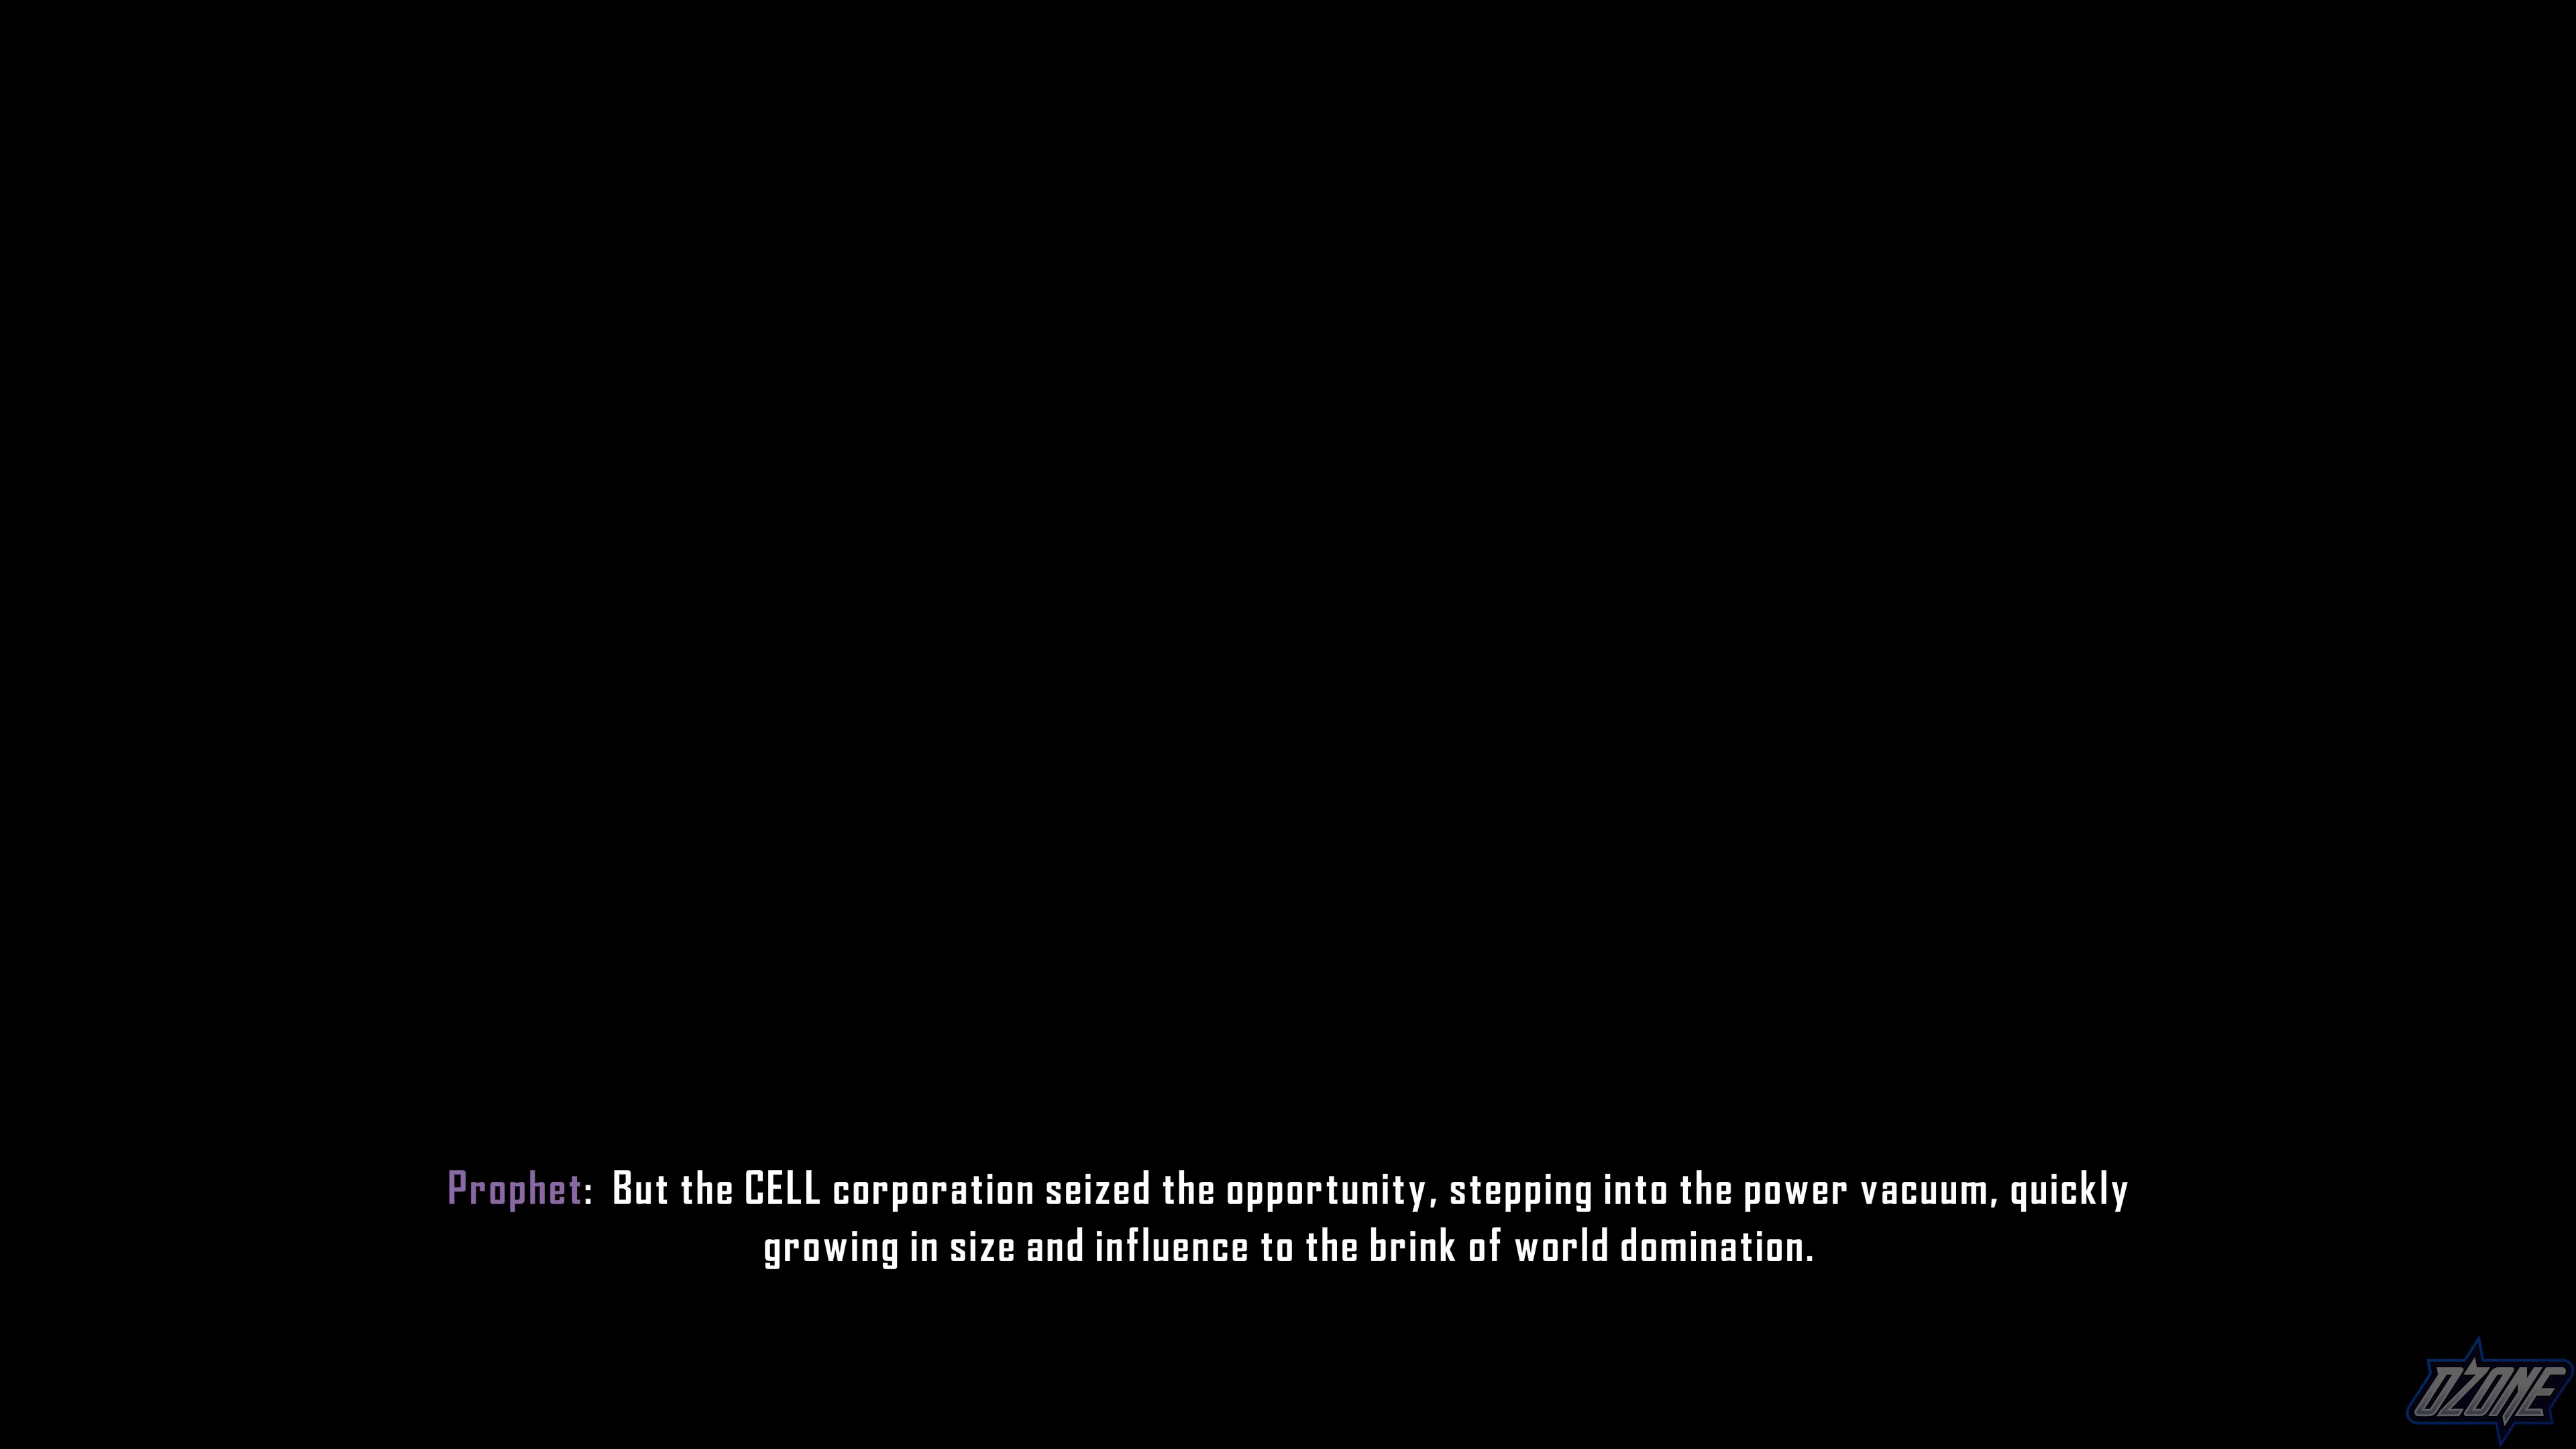 Prophet: But the CELL corporation seized the opportunity, stepping into the power vacuum, quickly
growing in size and influence to the brink of world domination.
DZONE